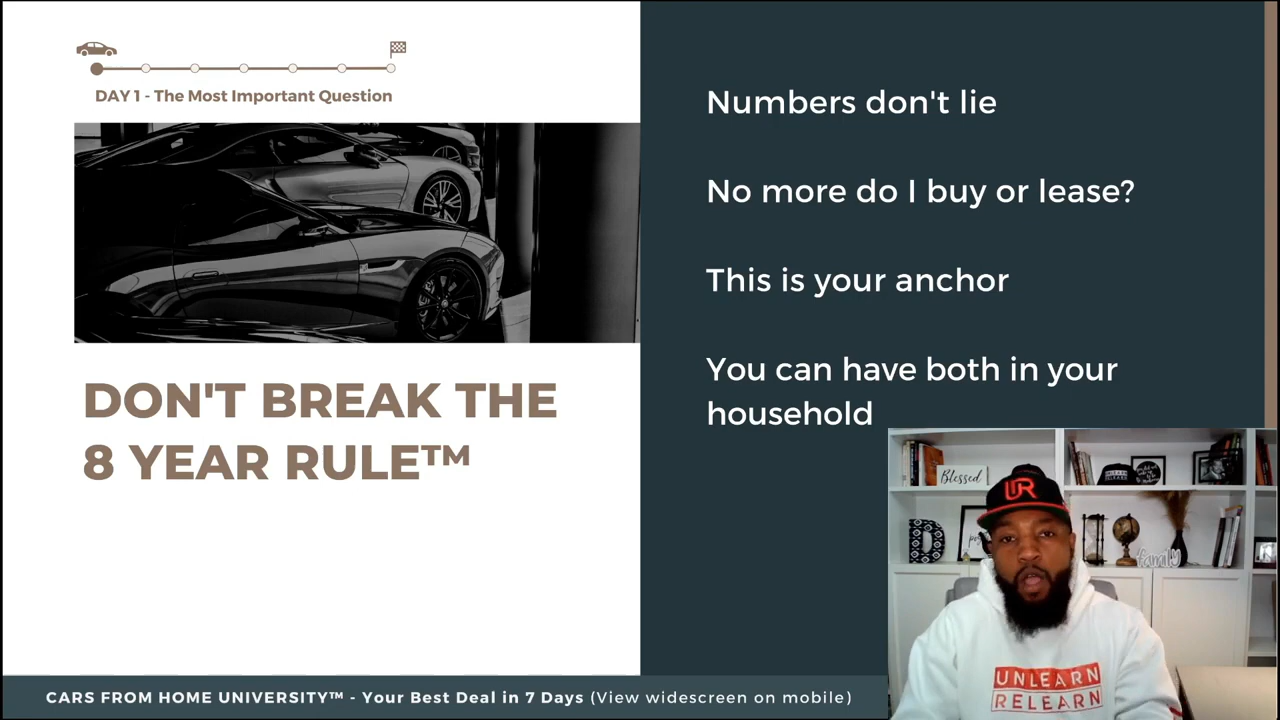 DAY 1 - The Most Important Question
DON'T BREAK THE
8 YEAR RULE™
Numbers don't lie
No more do I buy or lease?
This is your anchor
You can have both in your
household
Blessed
UR
D
family
UNLEARN
RELEARN
CARS FROM HOME UNIVERSITY™ - Your Best Deal in 7 Days (View widescreen on mobile)